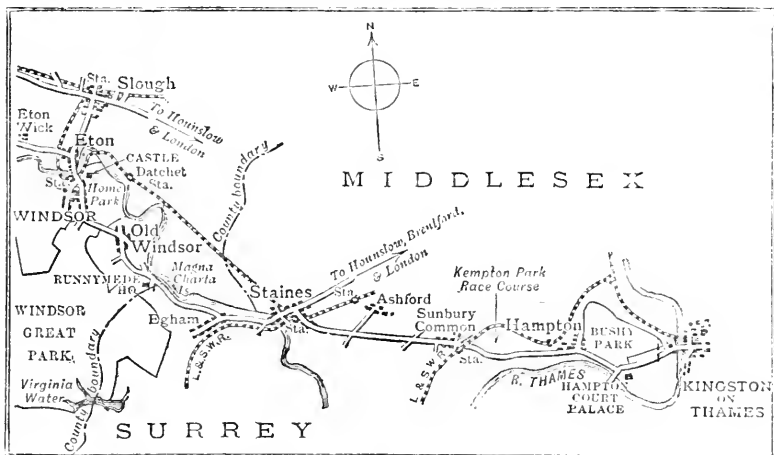 N
W
E
S
Sta.
Slough
To Hounslow
& London
Eton
Wick
Eton
CASTLE
Datchet
Sta.
Sta.
Home
Park
WINDSOR
County boundary
MIDDLESEX
Old
Windsor
RUNNYMEDE
HO.
Magna
Charta
Is.
To Hounslow, Brentford,
& London
Staines
Sta.
Ashford
Kempton Park
Race Course
Egham
Sta.
Sunbury
Common
Hampton
BUSHY
PARK
WINDSOR
GREAT
PARK
L. & S.W.R.
L. & S.W.R.
Sta.
R. THAMES
HAMPTON
COURT
PALACE
KINGSTON
ON
THAMES
Virginia
Water
County boundary
SURREY